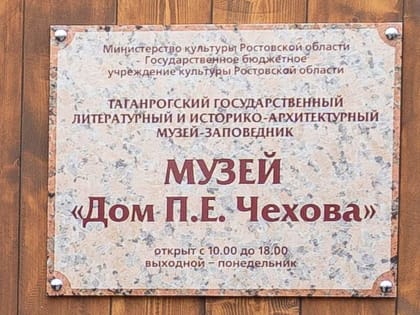 Министерство культуры Ростовской области
Государственное бюджетное
учреждение культуры Ростовской области
ТАГАНРОГСКИЙ ГОСУДАРСТВЕННЫЙ
ЛИТЕРАТУРНЫЙ И ИСТОРИКО-АРХИТЕКТУРНЫЙ
МУЗЕЙ-ЗАПОВЕДНИК
МУЗЕЙ
«Дом П.Е. Чехова»
открыт с 10.00 до 18.00
выходной – понедельник